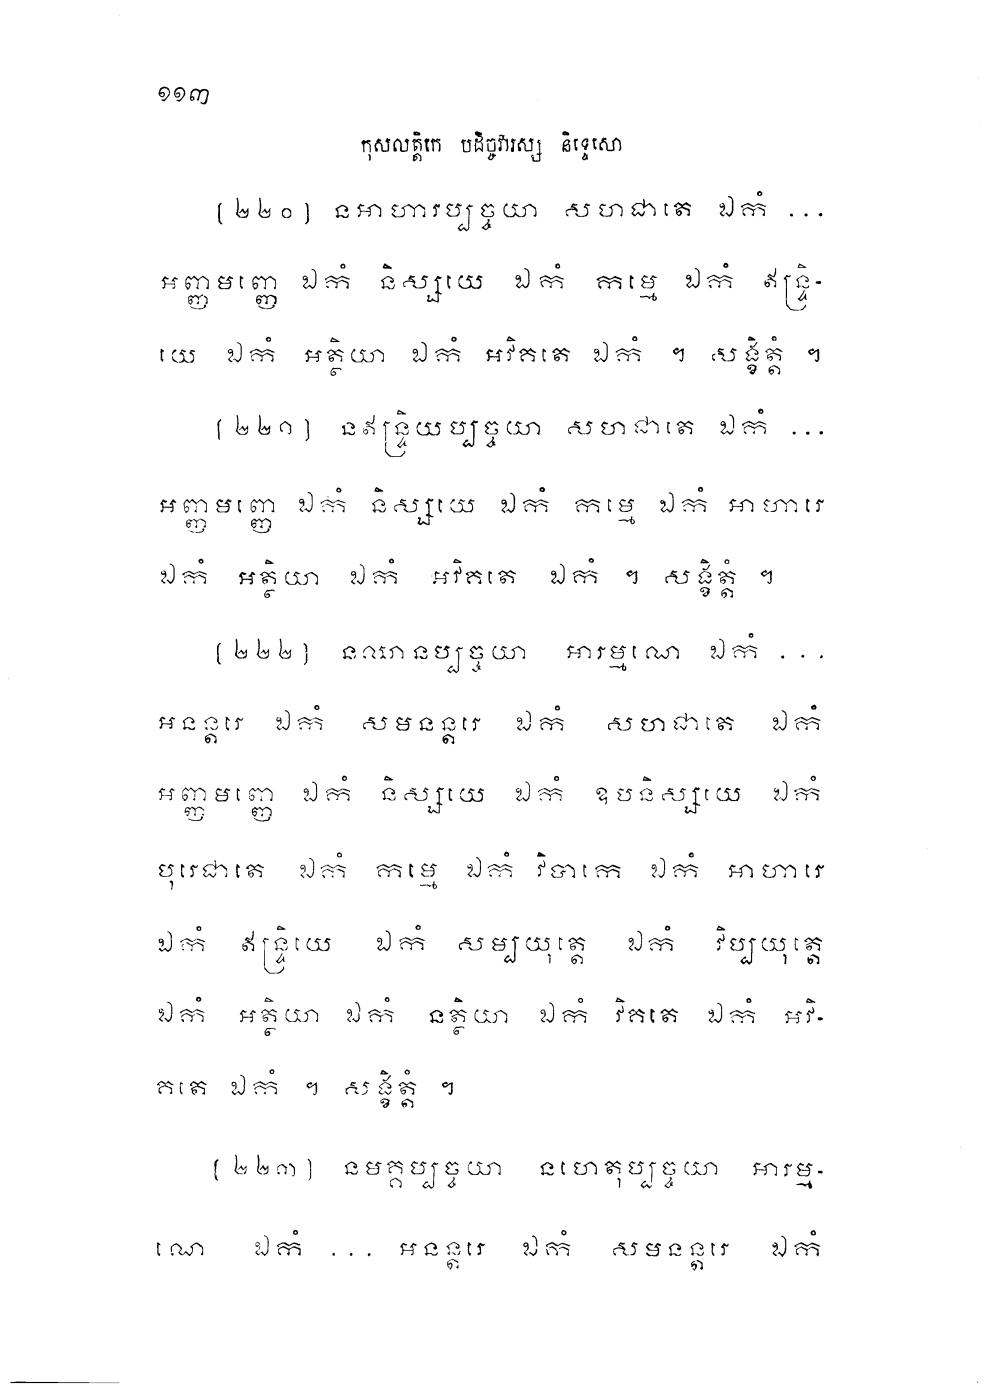 ១១៣
កុសលត្តិកេ បដិច្ចវារស្ស និទ្ទេសោ
(២២០) នអាហារប្បច្ចយា សហជាតេ ឯកំ ...
អញ្ញមញ្ញេ ឯកំ និស្សយេ ឯកំ កម្មេ ឯកំ ឥន្ទ្រិ-
យេ ឯកំ អត្ថិយា ឯកំ អវិគតេ ឯកំ ។ សង្ខិត្តំ ។
(២២១) នឥន្ទ្រិយប្បច្ចយា សហជាតេ ឯកំ ...
អញ្ញមញ្ញេ ឯកំ និស្សយេ ឯកំ កម្មេ ឯកំ អាហារេ
ឯកំ អត្ថិយា ឯកំ អវិគតេ ឯកំ ។ សង្ខិត្តំ ។
(២២២) នឈានប្បច្ចយា អារម្មណេ ឯកំ ...
អនន្តរេ ឯកំ សមនន្តរេ ឯកំ សហជាតេ ឯកំ
អញ្ញមញ្ញេ ឯកំ និស្សយេ ឯកំ ឧបនិស្សយេ ឯកំ
បុរេជាតេ ឯកំ កម្មេ ឯកំ វិបាកេ ឯកំ អាហារេ
ឯកំ ឥន្ទ្រិយេ ឯកំ សម្បយុត្តេ ឯកំ វិប្បយុត្តេ
ឯកំ អត្ថិយា ឯកំ នត្ថិយា ឯកំ វិគតេ ឯកំ អវិ-
គតេ ឯកំ ។ សង្ខិត្តំ ។
(២២៣) នមគ្គប្បច្ចយា នហេតុប្បច្ចយា អារម្ម-
ណេ ឯកំ ... អនន្តរេ ឯកំ សមនន្តរេ ឯកំ